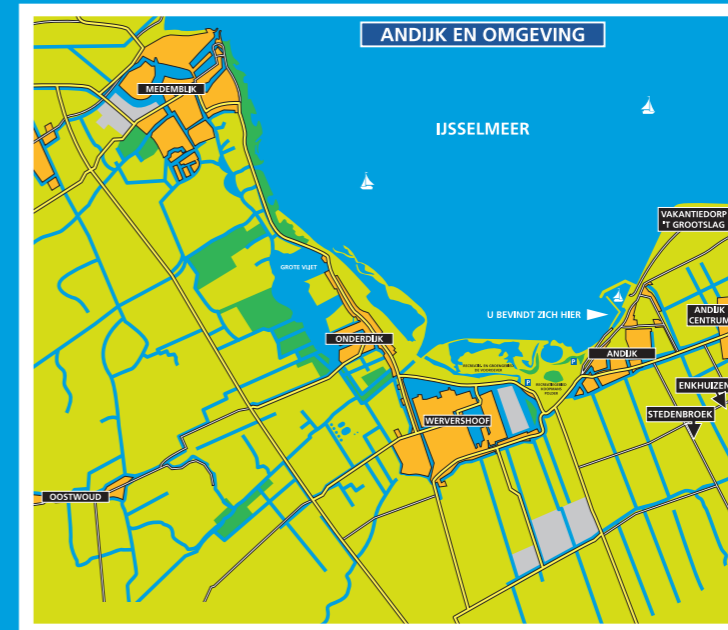 ANDIJK EN OMGEVING
MEDEMBLIK
IJSSELMEER
VAKANTIEDORP
'T GROOTSLAG
GROTE VLIET
U BEVINDT ZICH HIER
ANDIJK
CENTRUM
ONDERDIJK
ANDIJK
P
P
ENKHUIZEN
STEDENBROEK
WERVERSHOOF
OOSTWOUD